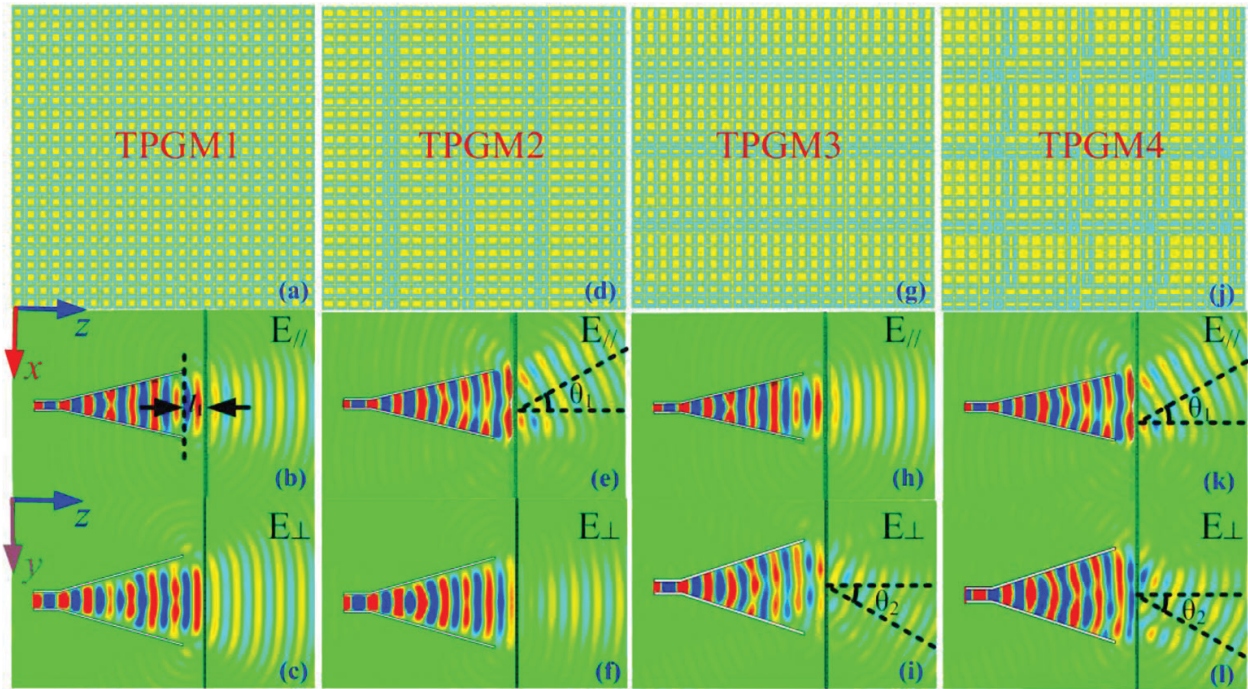 TPGM1
TPGM2
TPGM3
TPGM4
(a)
(d)
(g)
(j)
z
x
E//
E//
E//
E//
θ1
θ1
(b)
(e)
(h)
(k)
z
y
E⊥
E⊥
E⊥
E⊥
θ2
θ2
(c)
(f)
(i)
(l)